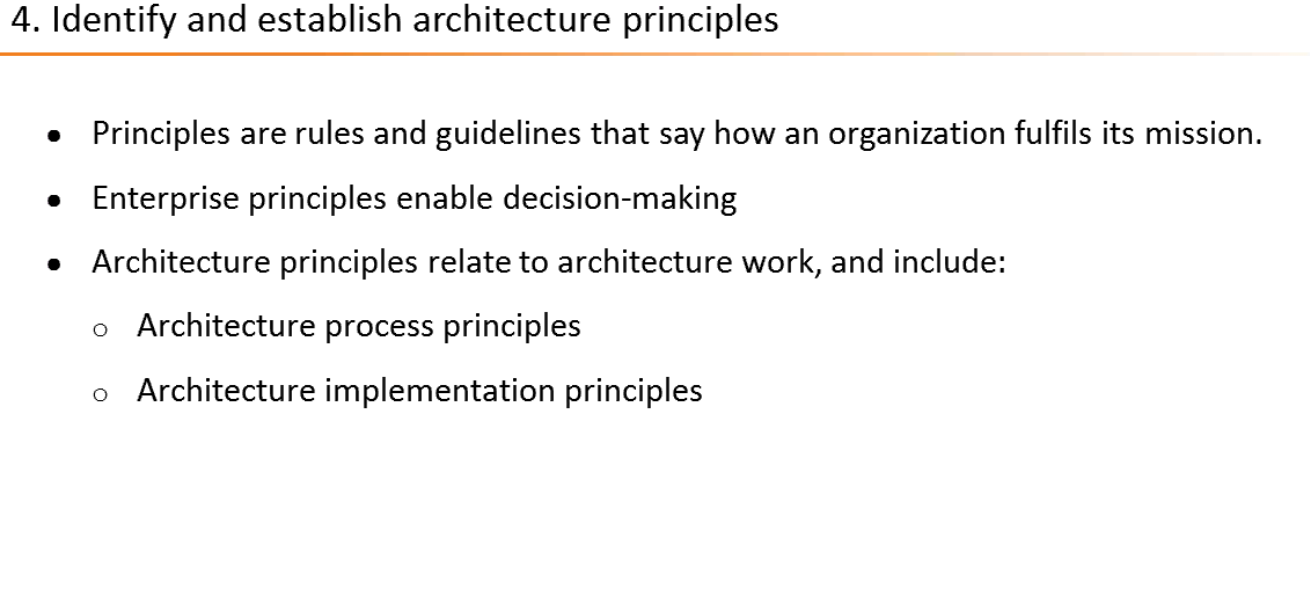 4. Identify and establish architecture principles
• Principles are rules and guidelines that say how an organization fulfils its mission.
• Enterprise principles enable decision-making
• Architecture principles relate to architecture work, and include:
o Architecture process principles
o Architecture implementation principles